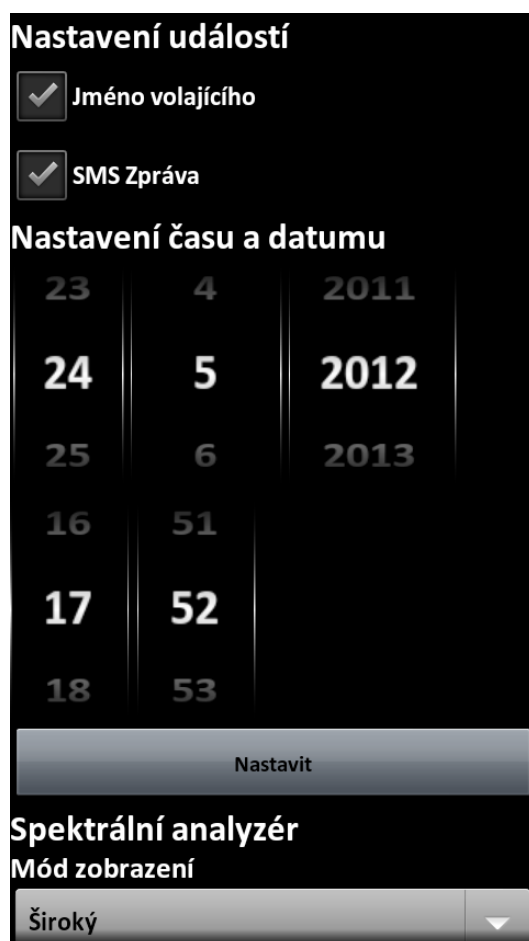 Nastavení událostí
Jméno volajícího
SMS Zpráva
Nastavení času a datumu
23 4 2011
24 5 2012
25 6 2013
16 51
17 52
18 53
Nastavit
Spektrální analyzér
Mód zobrazení
Široký